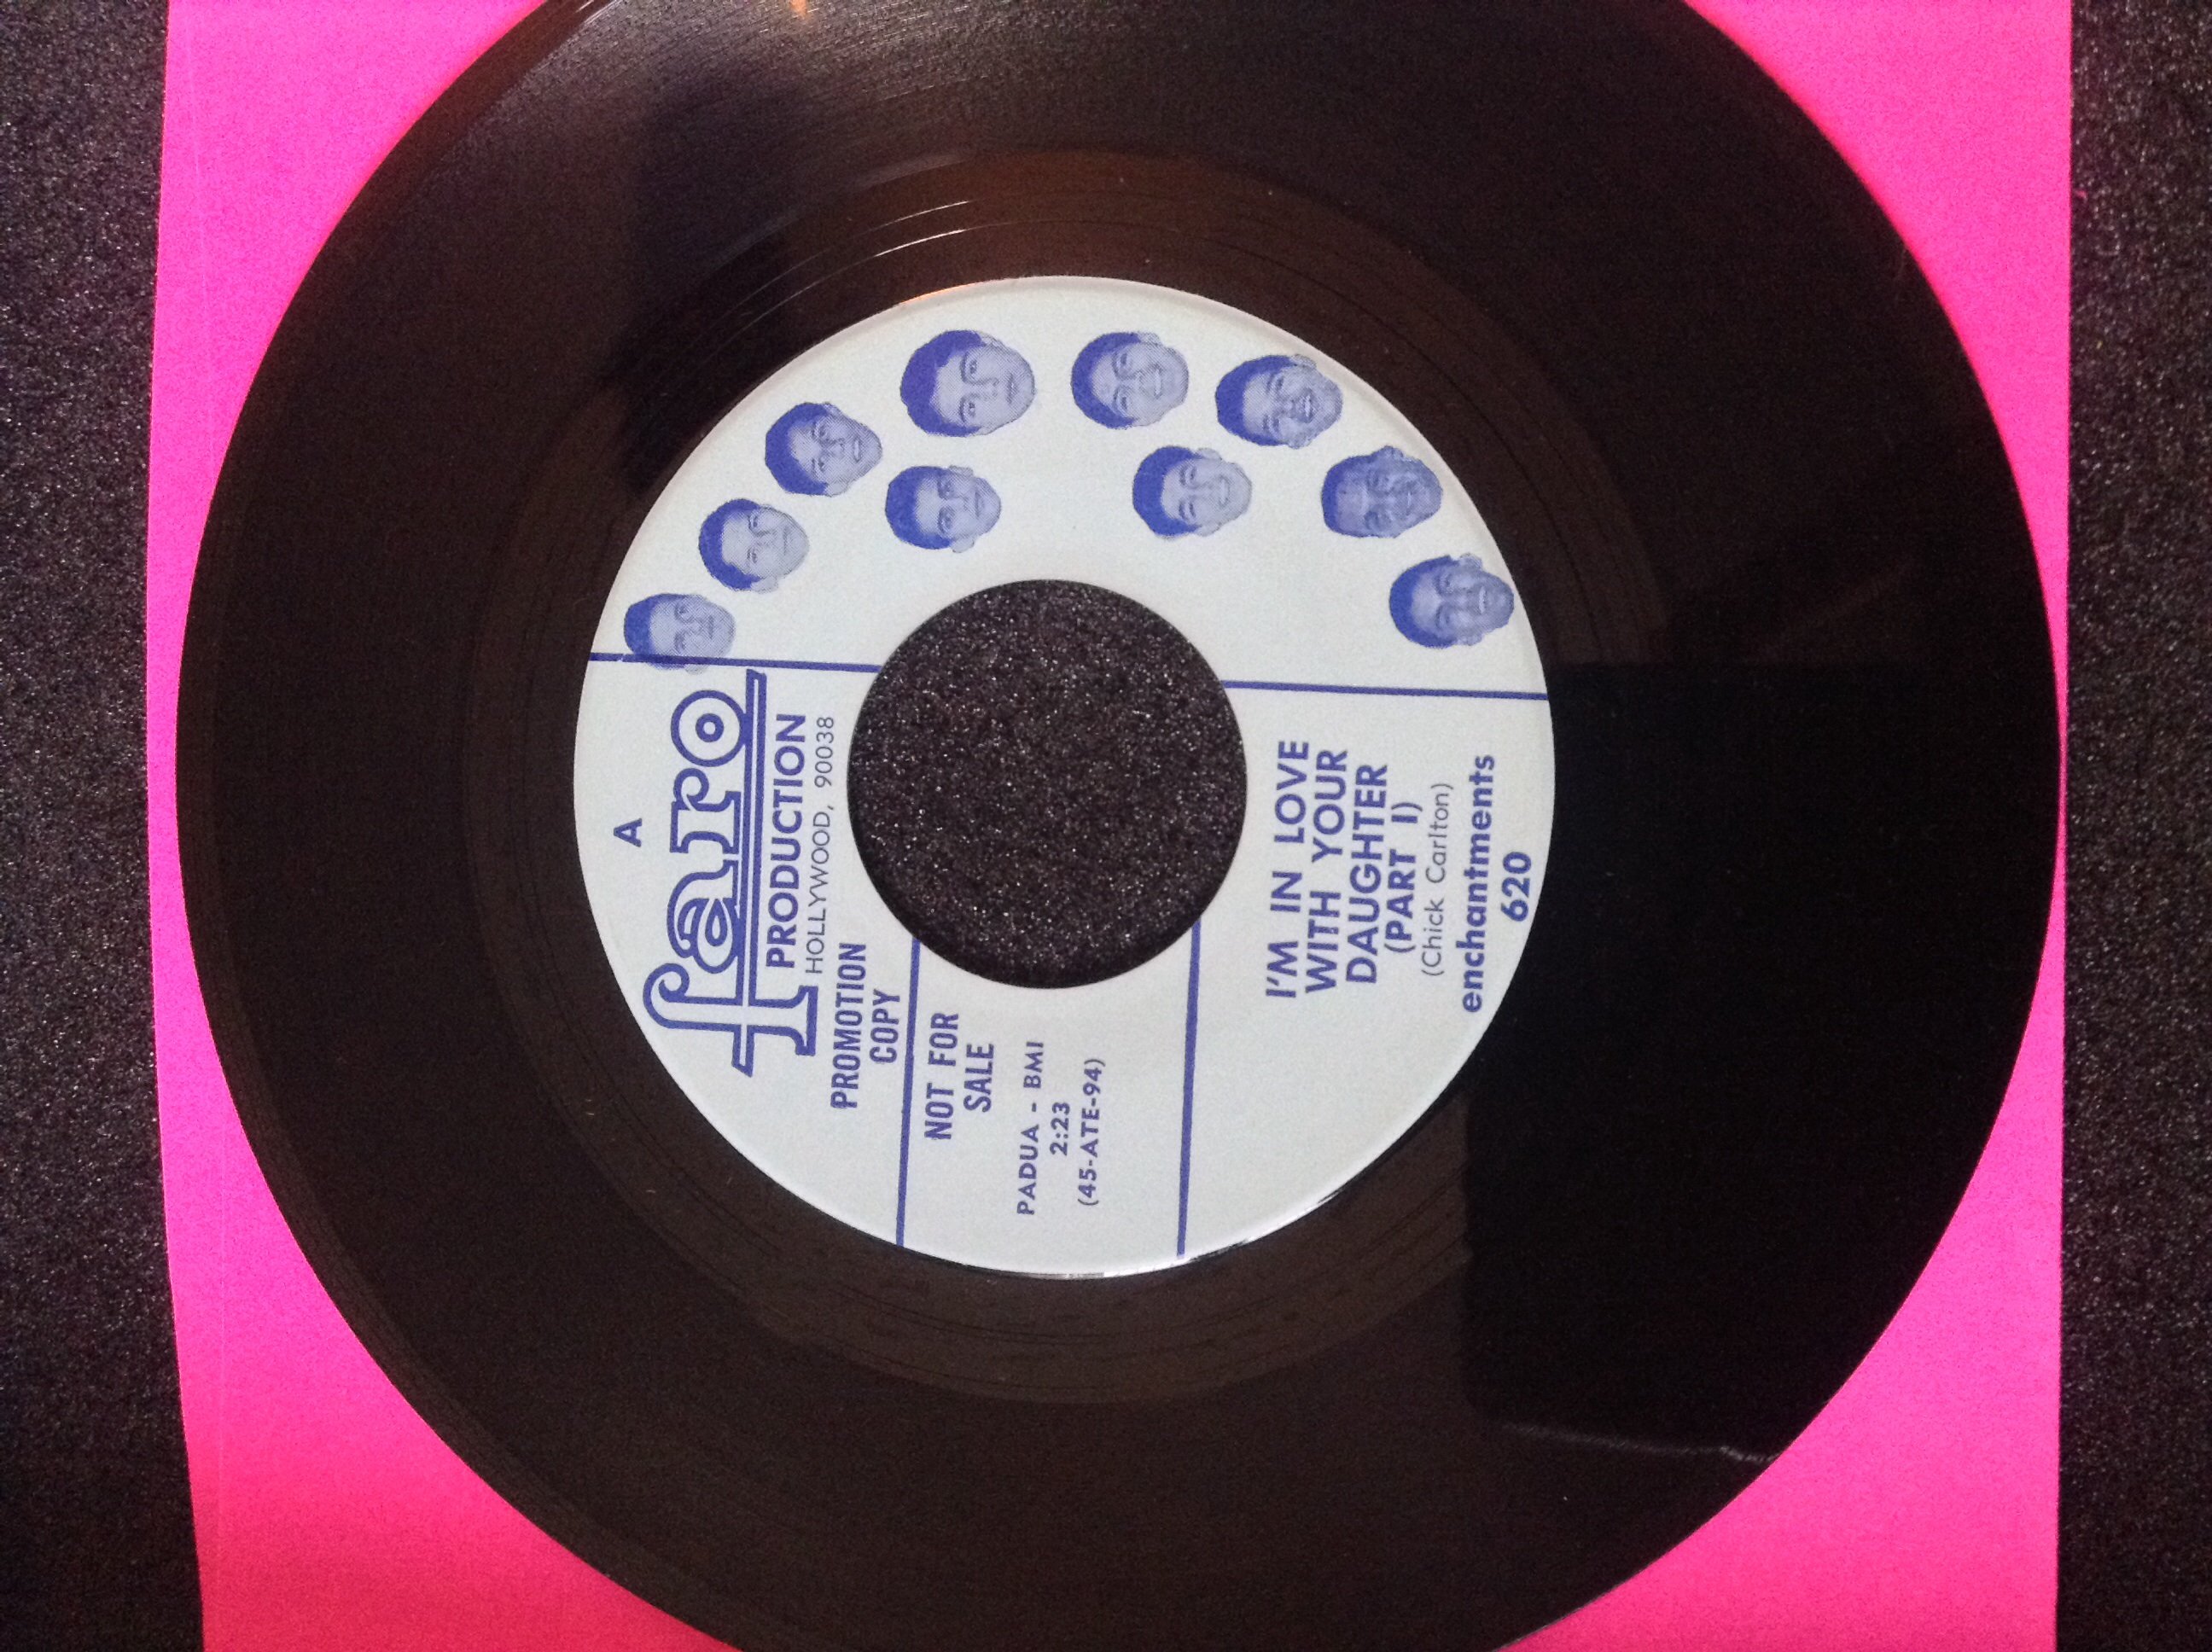 A
faro
PRODUCTION
HOLLYWOOD, 90038
PROMOTION
COPY
NOT FOR
SALE
PADUA - BMI
2:23
(45-ATE-94)
I'M IN LOVE
WITH YOUR
DAUGHTER
(PART I)
(Chick Carlton)
enchantments
620